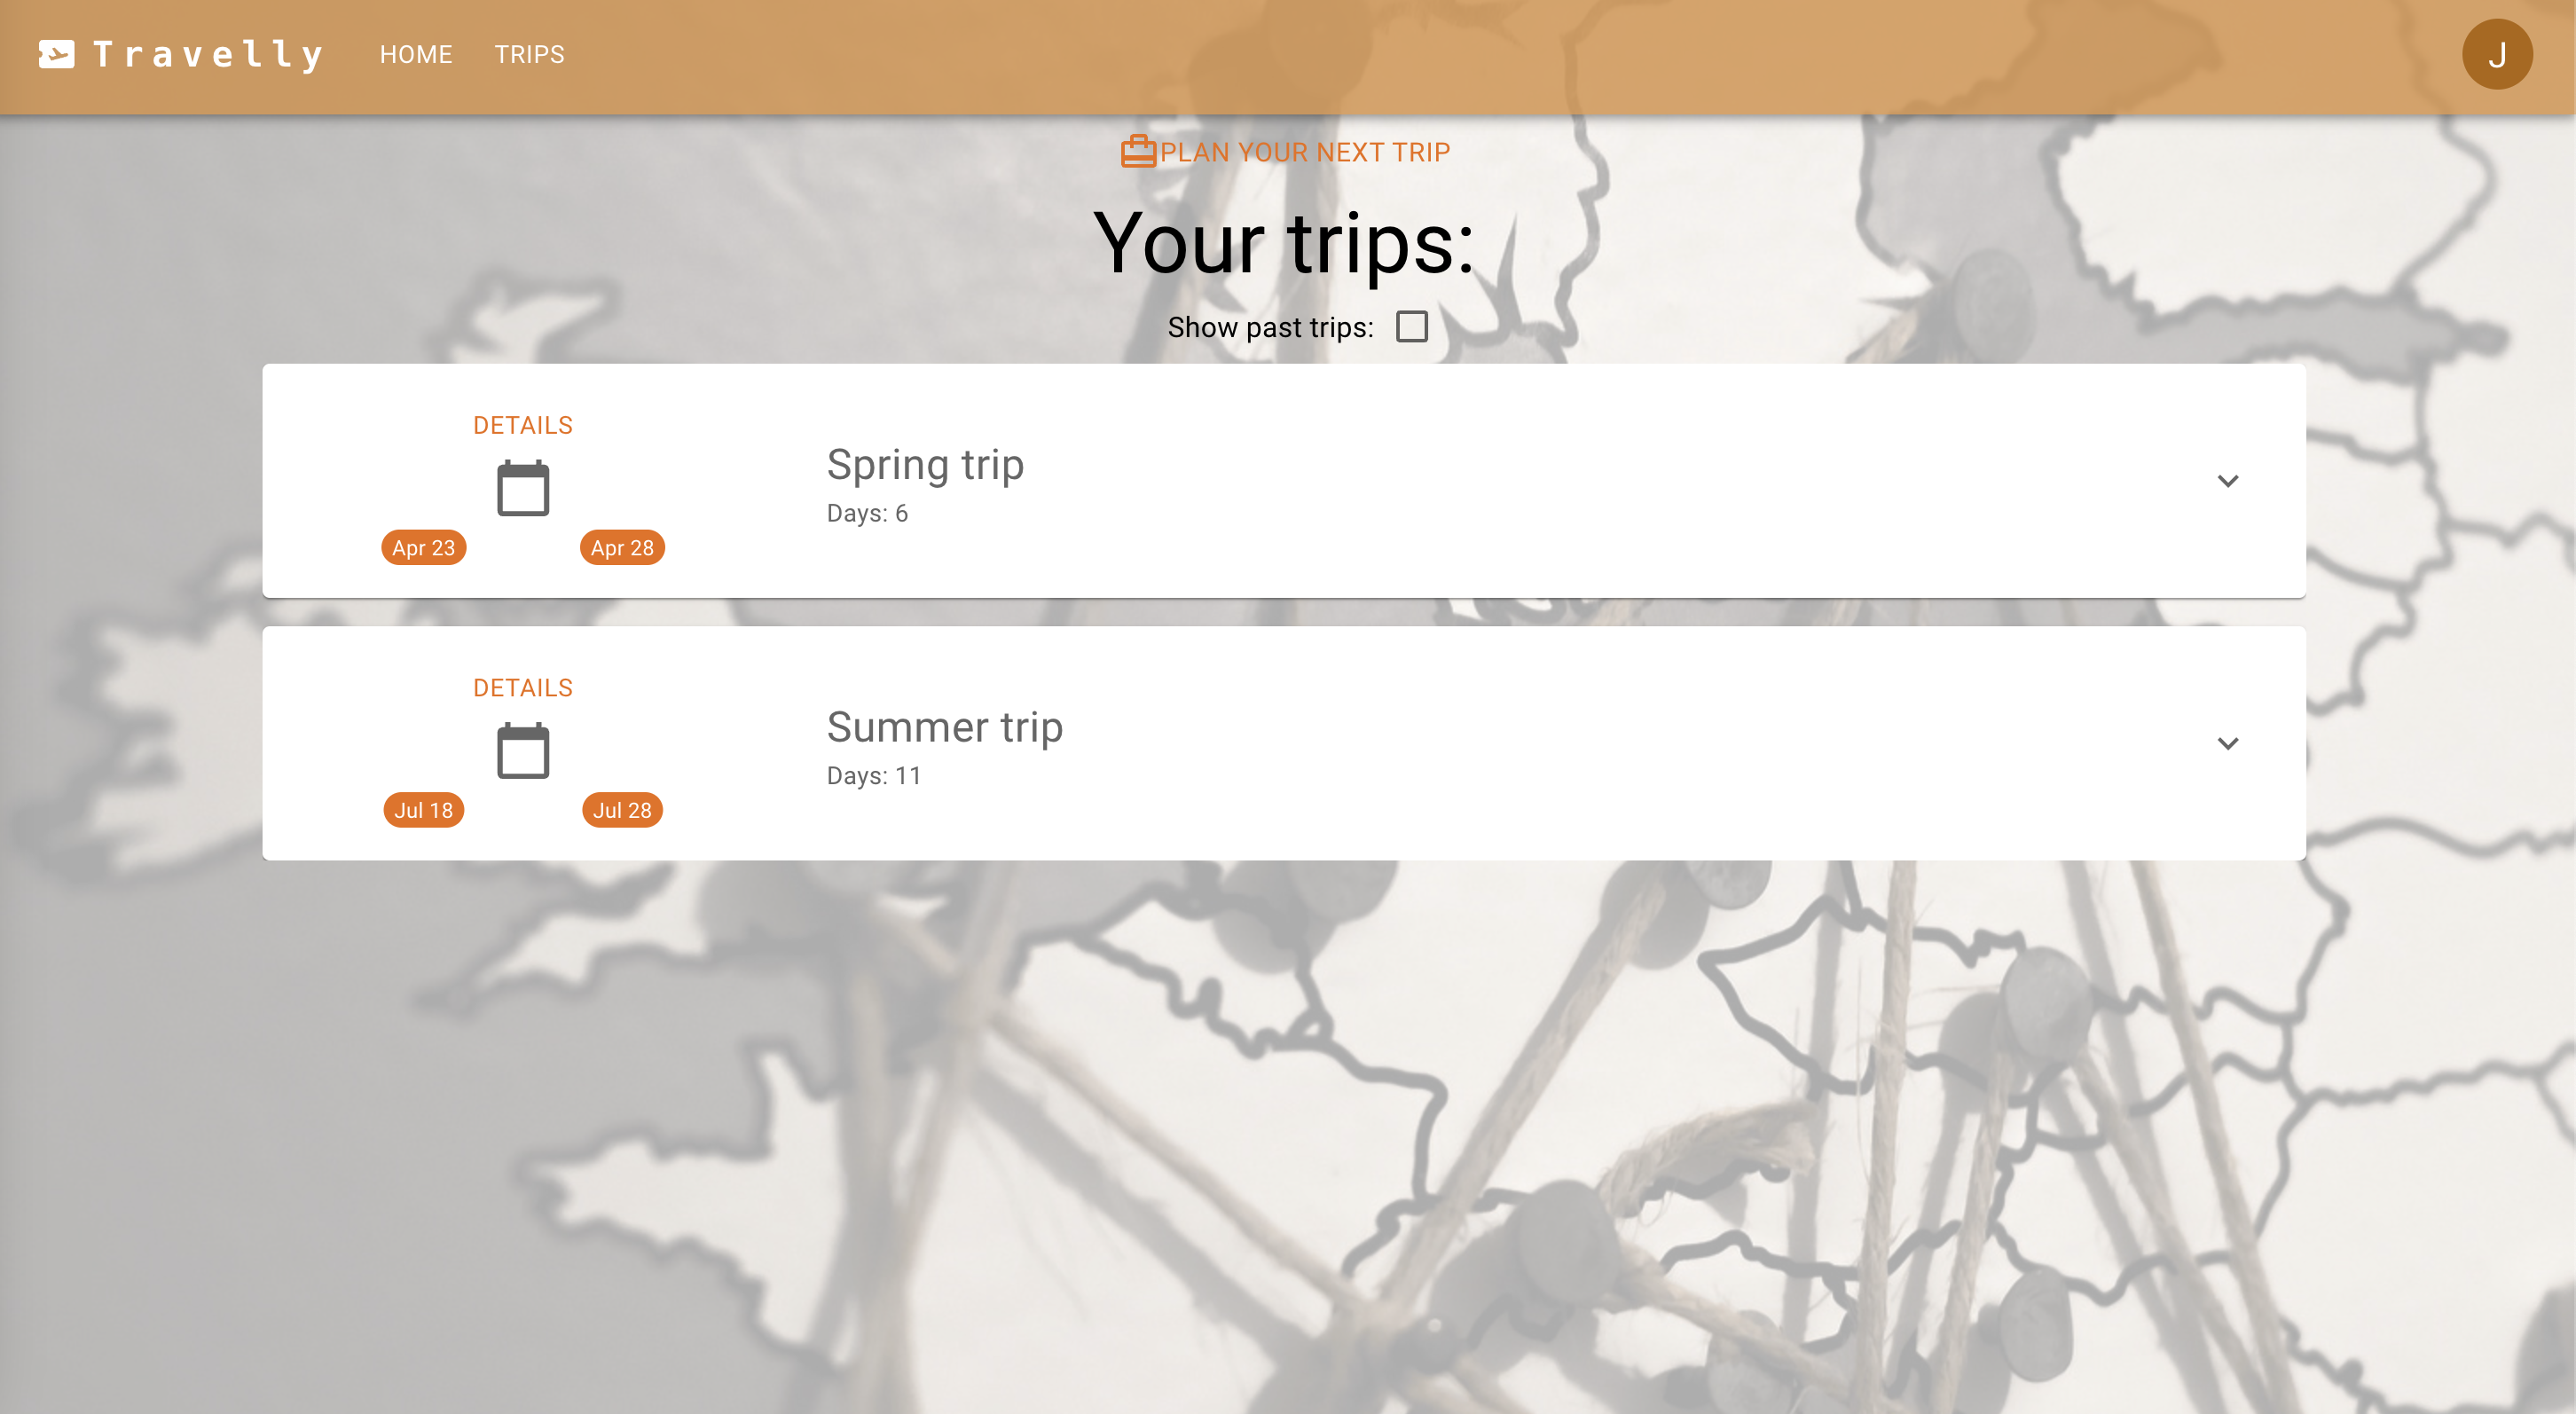 Travelly HOME TRIPS J
PLAN YOUR NEXT TRIP
Your trips:
Show past trips:
DETAILS
Spring trip
Days: 6
Apr 23 Apr 28
DETAILS
Summer trip
Days: 11
Jul 18 Jul 28